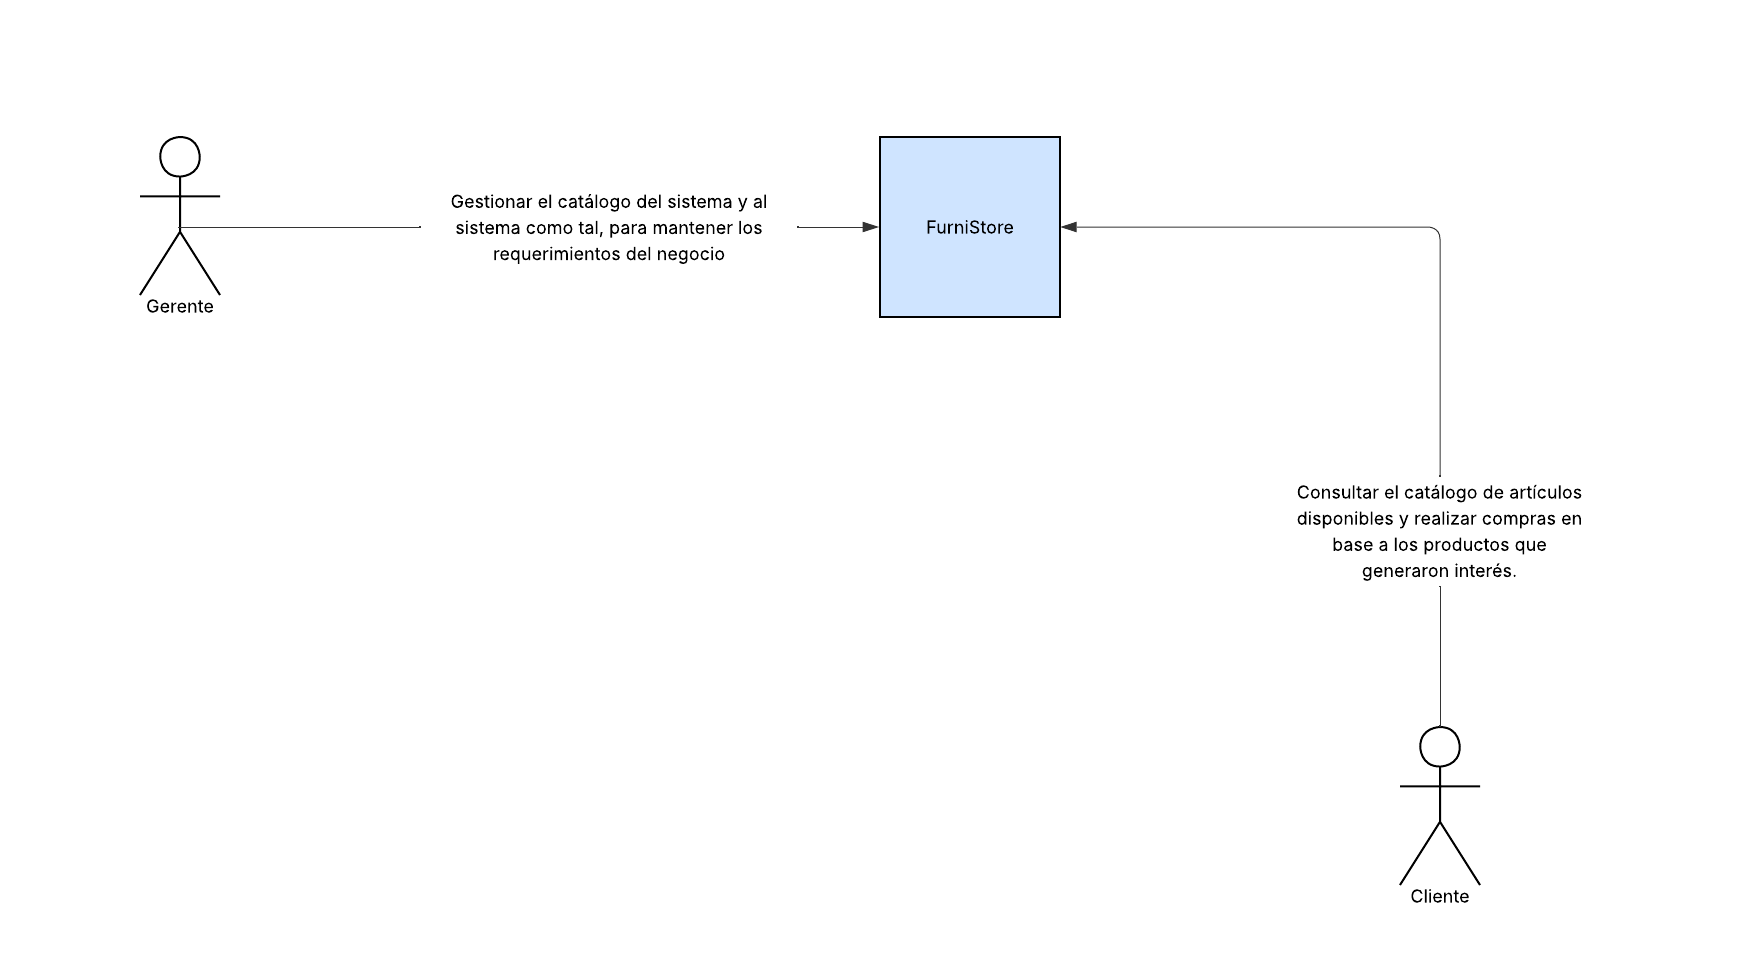 Gestionar el catálogo del sistema y al
sistema como tal, para mantener los
requerimientos del negocio
FurniStore
Gerente
Consultar el catálogo de artículos
disponibles y realizar compras en
base a los productos que
generaron interés.
Cliente